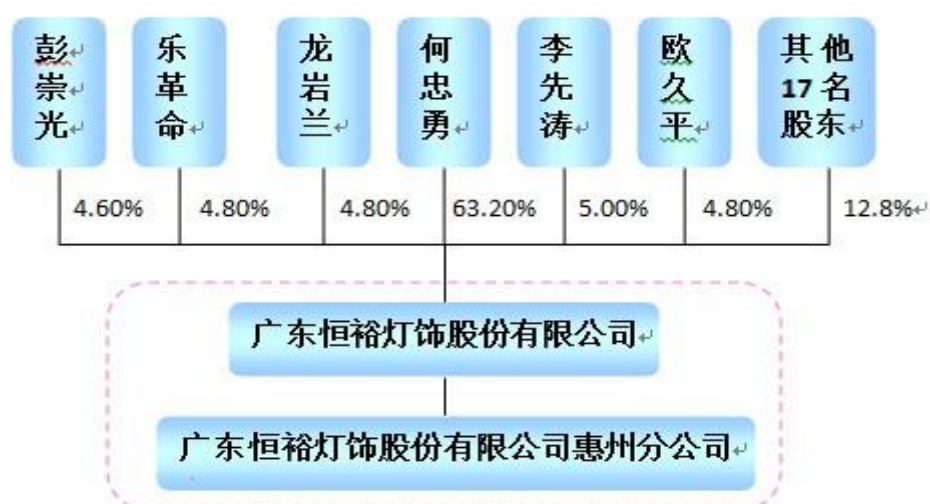 彭崇光
乐革命
龙岩兰
何忠勇
李先涛
欧久平
其他
17名
股东
4.60%
4.80%
4.80%
63.20%
5.00%
4.80%
12.8%
广东恒裕灯饰股份有限公司
广东恒裕灯饰股份有限公司惠州分公司